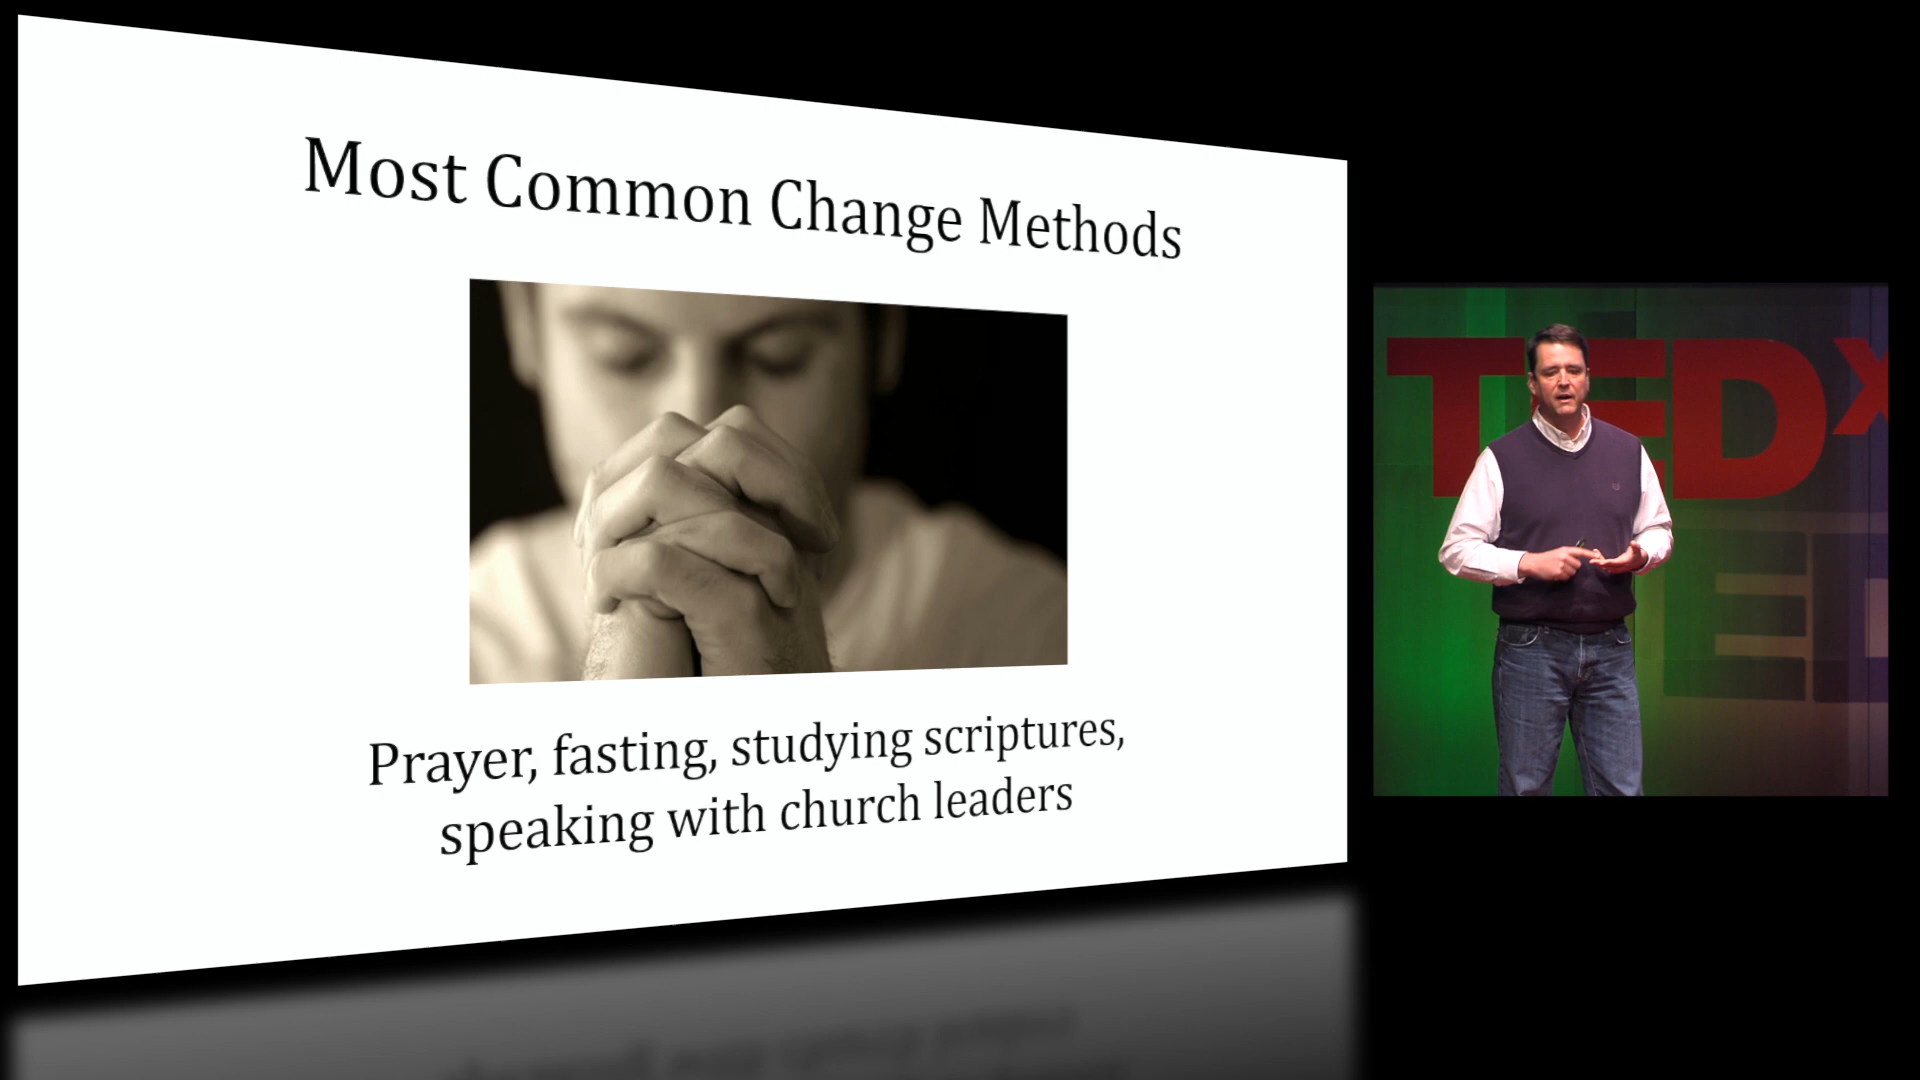 Most Common Change Methods
Prayer, fasting, studying scriptures,
speaking with church leaders
TEDx